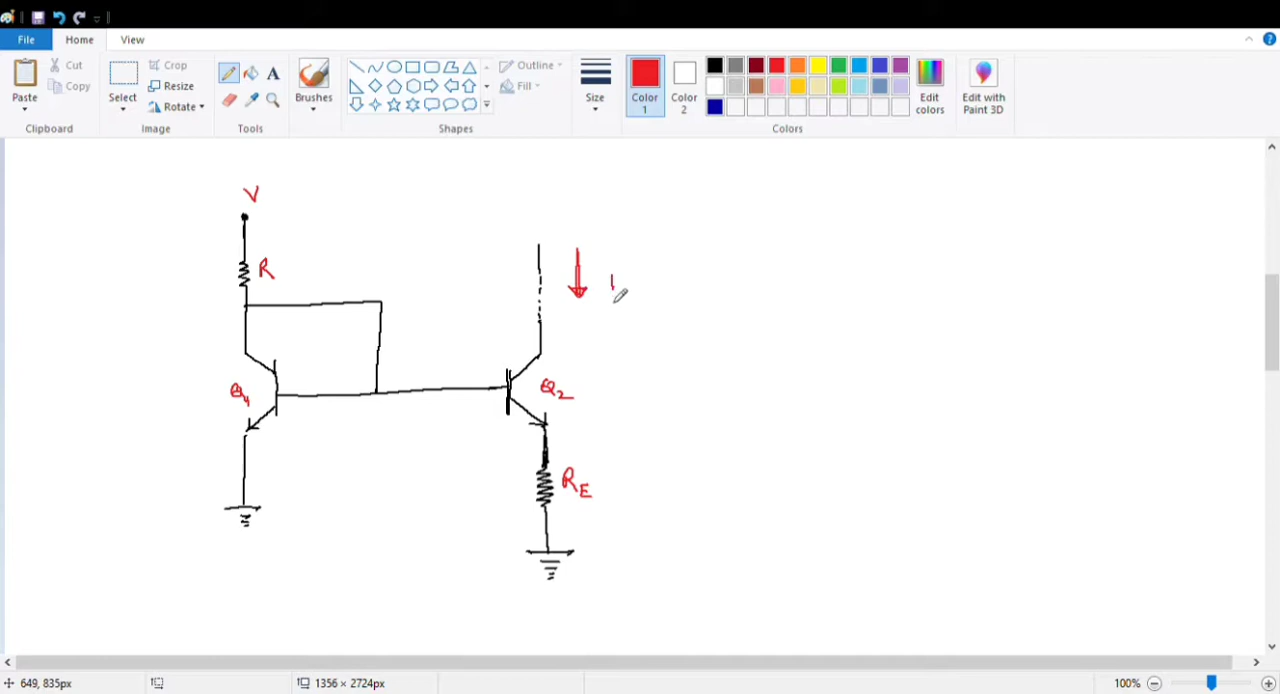 File Home View
Cut
Copy
Paste
Clipboard
Select
Crop
Resize
Rotate
Image
A
Tools
Brushes
Outline
Fill
Shapes
Size
Color 1
Color 2
Edit colors
Edit with Paint 3D
Colors
V
R
Q1
Q2
RE
649, 835px
1356 × 2724px
100%